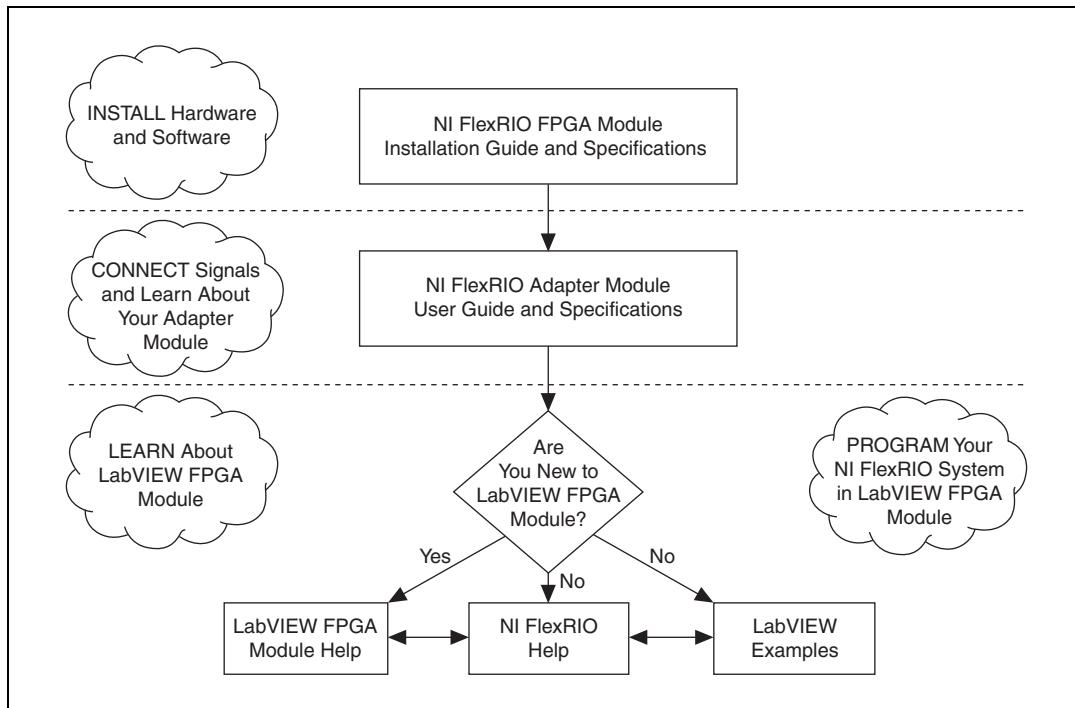 INSTALL Hardware
and Software
NI FlexRIO FPGA Module
Installation Guide and Specifications
CONNECT Signals
and Learn About
Your Adapter
Module
NI FlexRIO Adapter Module
User Guide and Specifications
LEARN About
LabVIEW FPGA
Module
Are
You New to
LabVIEW FPGA
Module?
PROGRAM Your
NI FlexRIO System
in LabVIEW FPGA
Module
Yes
No
No
LabVIEW FPGA
Module Help
NI FlexRIO
Help
LabVIEW
Examples